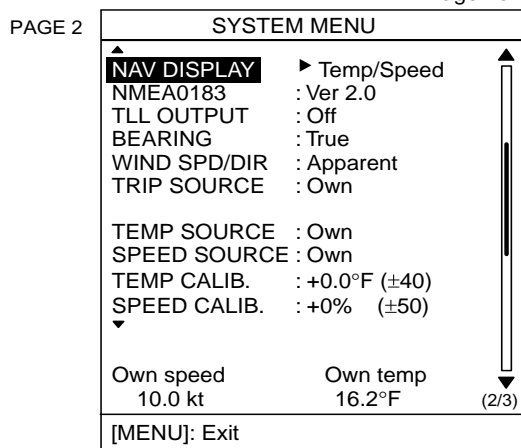 PAGE 2
SYSTEM MENU
NAV DISPLAY ▶ Temp/Speed
NMEA0183 : Ver 2.0
TLL OUTPUT : Off
BEARING : True
WIND SPD/DIR : Apparent
TRIP SOURCE : Own
TEMP SOURCE : Own
SPEED SOURCE : Own
TEMP CALIB. : +0.0°F (±40)
SPEED CALIB. : +0% (±50)
Own speed Own temp
10.0 kt 16.2°F (2/3)
[MENU]: Exit